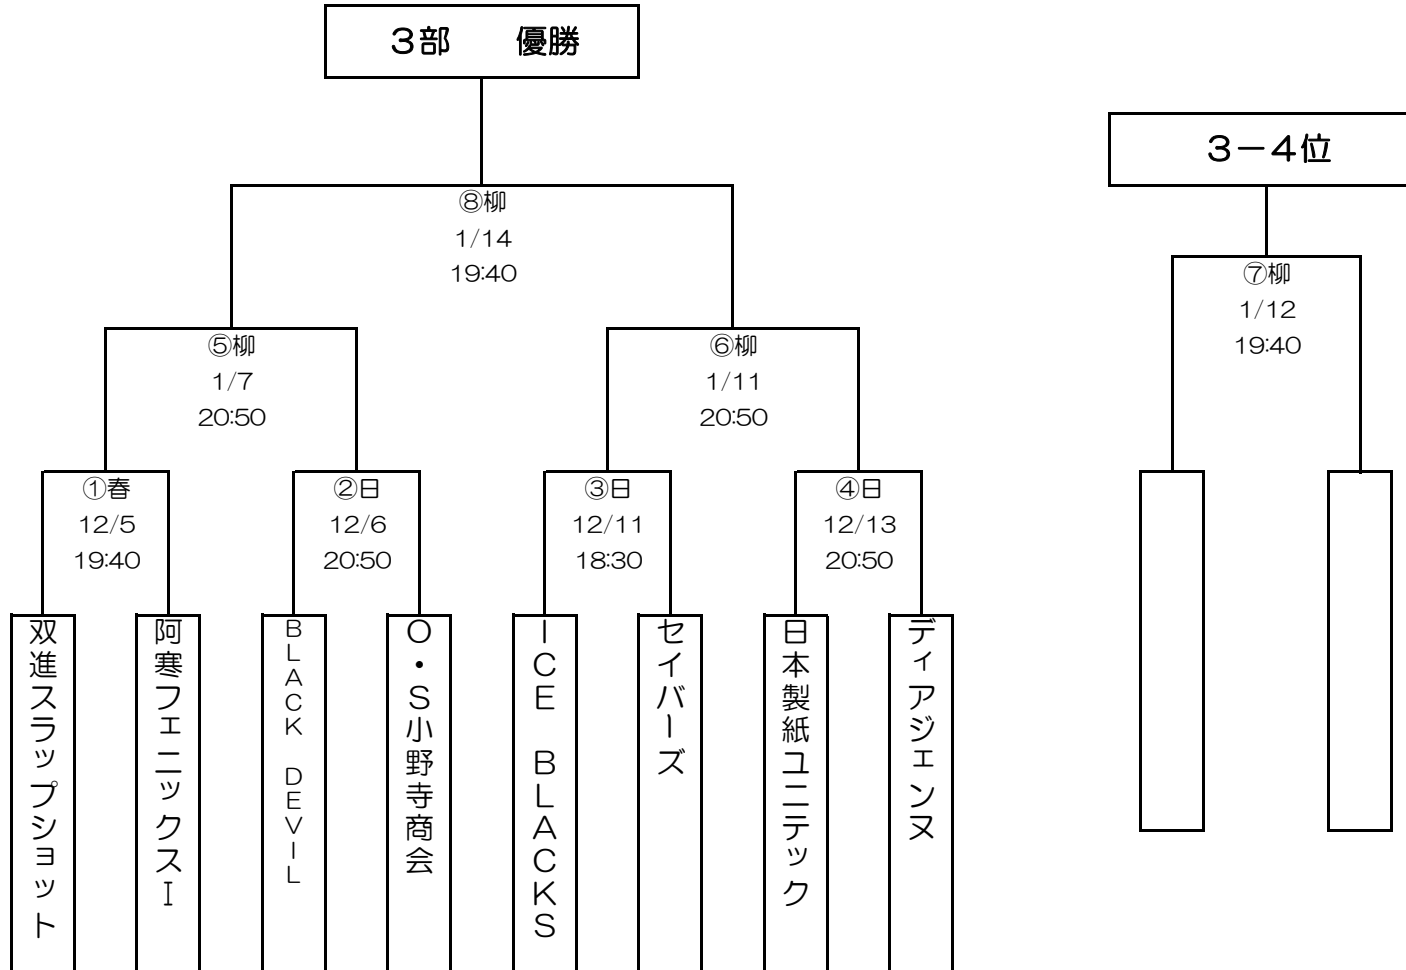 ３部　　優勝
３－４位
⑧柳
1/14
19:40
⑦柳
1/12
19:40
⑤柳
1/7
20:50
⑥柳
1/11
20:50
①春
12/5
19:40
②日
12/6
20:50
③日
12/11
18:30
④日
12/13
20:50
双進スラップショット
阿寒フェニックスⅠ
BLACK DEVIL
O・S小野寺商会
ICE BLACKS
セイバーズ
日本製紙ユニテック
ディアジェンヌ